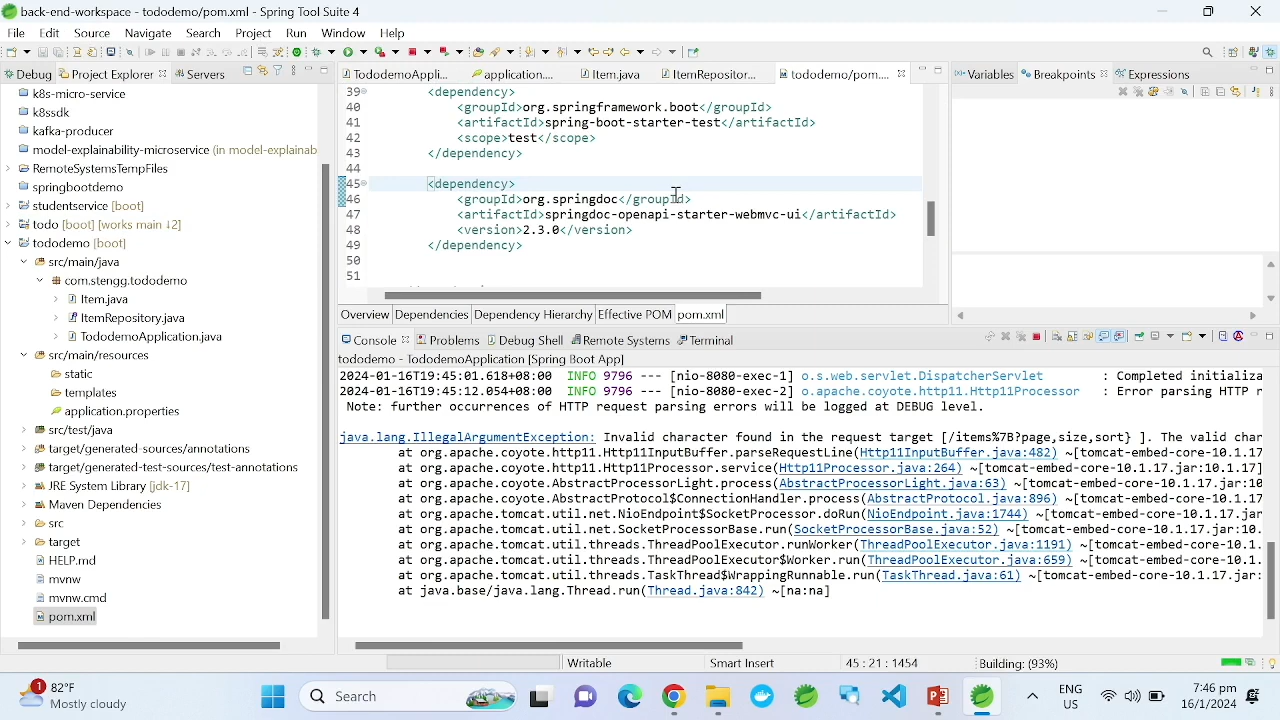 back-end-workspace - tododemo/pom.xml - Spring Tool Suite 4
File Edit Source Navigate Search Project Run Window Help
Debug Project Explorer Servers
k8s-micro-service
k8ssdk
kafka-producer
model-explainability-microservice (in model-explainab
RemoteSystemsTempFiles
springbootdemo
studentservice [boot]
todo [boot] [works main ↓2]
tododemo [boot]
src/main/java
com.stengg.tododemo
Item.java
ItemRepository.java
TododemoApplication.java
src/main/resources
static
templates
application.properties
src/test/java
target/generated-sources/annotations
target/generated-test-sources/test-annotations
JRE System Library [jdk-17]
Maven Dependencies
src
target
HELP.md
mvnw
mvnw.cmd
pom.xml
TododemoAppli... application.... Item.java ItemRepositor... tododemo/pom....
39 <dependency>
40 <groupId>org.springframework.boot</groupId>
41 <artifactId>spring-boot-starter-test</artifactId>
42 <scope>test</scope>
43 </dependency>
44
45 <dependency>
46 <groupId>org.springdoc</groupId>
47 <artifactId>springdoc-openapi-starter-webmvc-ui</artifactId>
48 <version>2.3.0</version>
49 </dependency>
50
51
Overview Dependencies Dependency Hierarchy Effective POM pom.xml
Variables Breakpoints Expressions
Console Problems Debug Shell Remote Systems Terminal
tododemo - TododemoApplication [Spring Boot App]
2024-01-16T19:45:01.618+08:00 INFO 9796 --- [nio-8080-exec-1] o.s.web.servlet.DispatcherServlet : Completed initializa
2024-01-16T19:45:12.054+08:00 INFO 9796 --- [nio-8080-exec-2] o.apache.coyote.http11.Http11Processor : Error parsing HTTP r
Note: further occurrences of HTTP request parsing errors will be logged at DEBUG level.
java.lang.IllegalArgumentException: Invalid character found in the request target [/items%7B?page,size,sort} ]. The valid char
at org.apache.coyote.http11.Http11InputBuffer.parseRequestLine(Http11InputBuffer.java:482) ~[tomcat-embed-core-10.1.17
at org.apache.coyote.http11.Http11Processor.service(Http11Processor.java:264) ~[tomcat-embed-core-10.1.17.jar:10.1.17]
at org.apache.coyote.AbstractProcessorLight.process(AbstractProcessorLight.java:63) ~[tomcat-embed-core-10.1.17.jar:10
at org.apache.coyote.AbstractProtocol$ConnectionHandler.process(AbstractProtocol.java:896) ~[tomcat-embed-core-10.1.17
at org.apache.tomcat.util.net.NioEndpoint$SocketProcessor.doRun(NioEndpoint.java:1744) ~[tomcat-embed-core-10.1.17.jar
at org.apache.tomcat.util.net.SocketProcessorBase.run(SocketProcessorBase.java:52) ~[tomcat-embed-core-10.1.17.jar:10.
at org.apache.tomcat.util.threads.ThreadPoolExecutor.runWorker(ThreadPoolExecutor.java:1191) ~[tomcat-embed-core-10.1.
at org.apache.tomcat.util.threads.ThreadPoolExecutor$Worker.run(ThreadPoolExecutor.java:659) ~[tomcat-embed-core-10.1.
at org.apache.tomcat.util.threads.TaskThread$WrappingRunnable.run(TaskThread.java:61) ~[tomcat-embed-core-10.1.17.jar:
at java.base/java.lang.Thread.run(Thread.java:842) ~[na:na]
Writable Smart Insert 45 : 21 : 1454 Building: (93%)
1 82°F
Mostly cloudy
Search
ENG
US
7:46 pm
16/1/2024